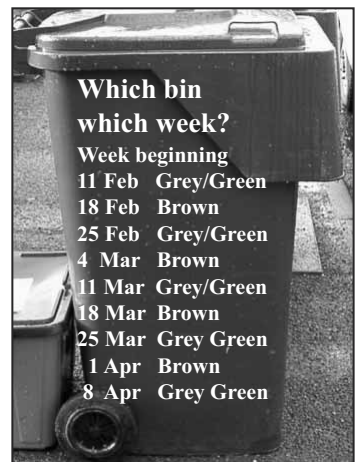 Which bin
which week?
Week beginning
11 Feb Grey/Green
18 Feb Brown
25 Feb Grey/Green
4 Mar Brown
11 Mar Grey/Green
18 Mar Brown
25 Mar Grey Green
1 Apr Brown
8 Apr Grey Green